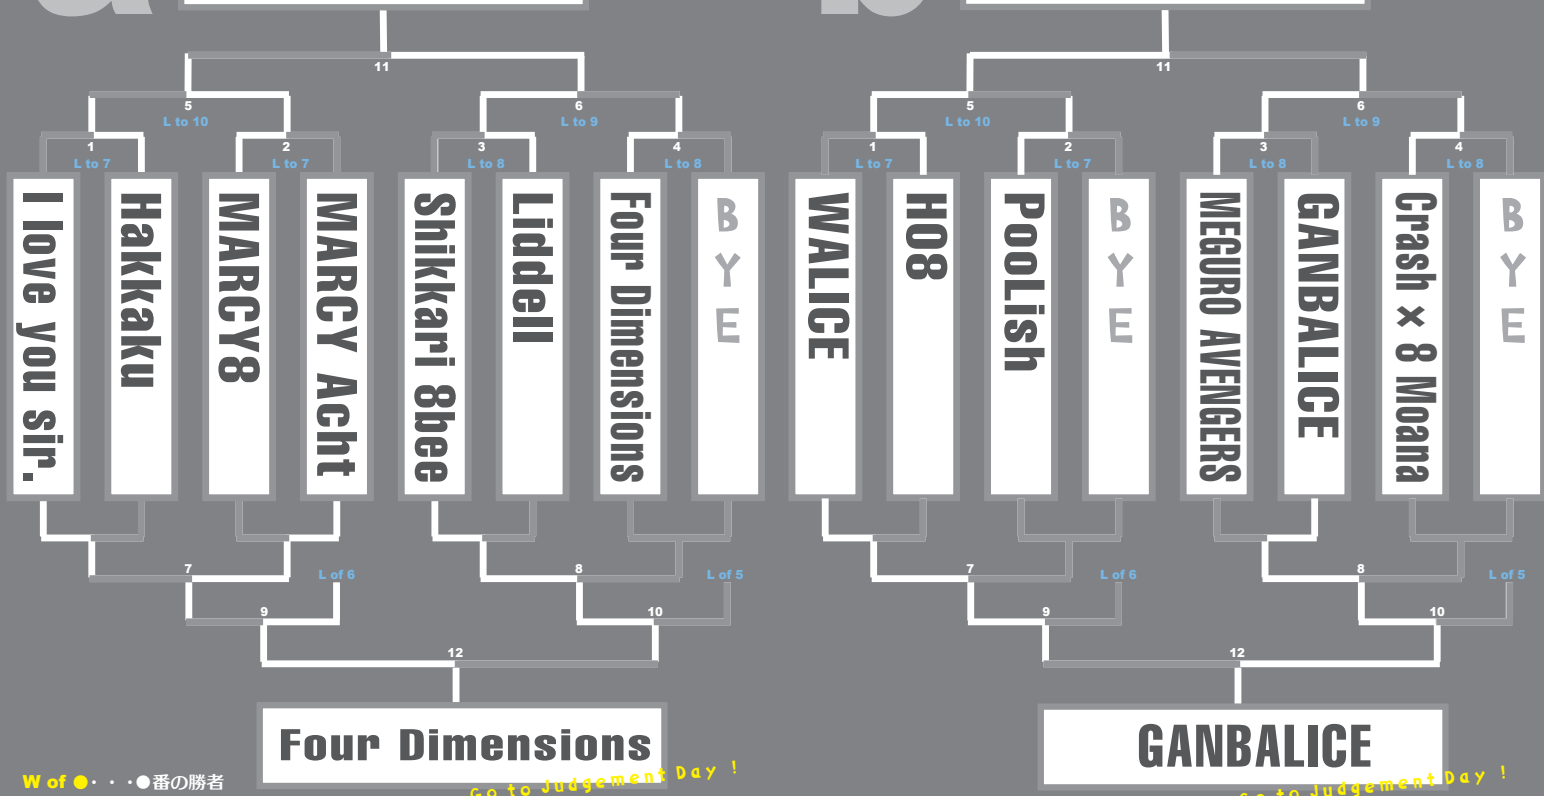 11
11
5
6
5
6
L to 10
L to 9
L to 10
L to 9
1
2
3
4
1
2
3
4
L to 7
L to 7
L to 8
L to 8
L to 7
L to 7
L to 8
L to 8
I love you sir.
Hakkaku
MARCY8
MARCY Acht
Shikkari 8bee
Liddell
Four Dimensions
BYE
WALICE
HO8
PooLish
BYE
MEGURO AVENGERS
GANBALICE
Crash × 8 Moana
BYE
7
L of 6
8
L of 5
7
L of 6
8
L of 5
9
10
9
10
12
12
Four Dimensions
GANBALICE
Go to Judgement Day !
Go to Judgement Day !
W of ●・・・●番の勝者